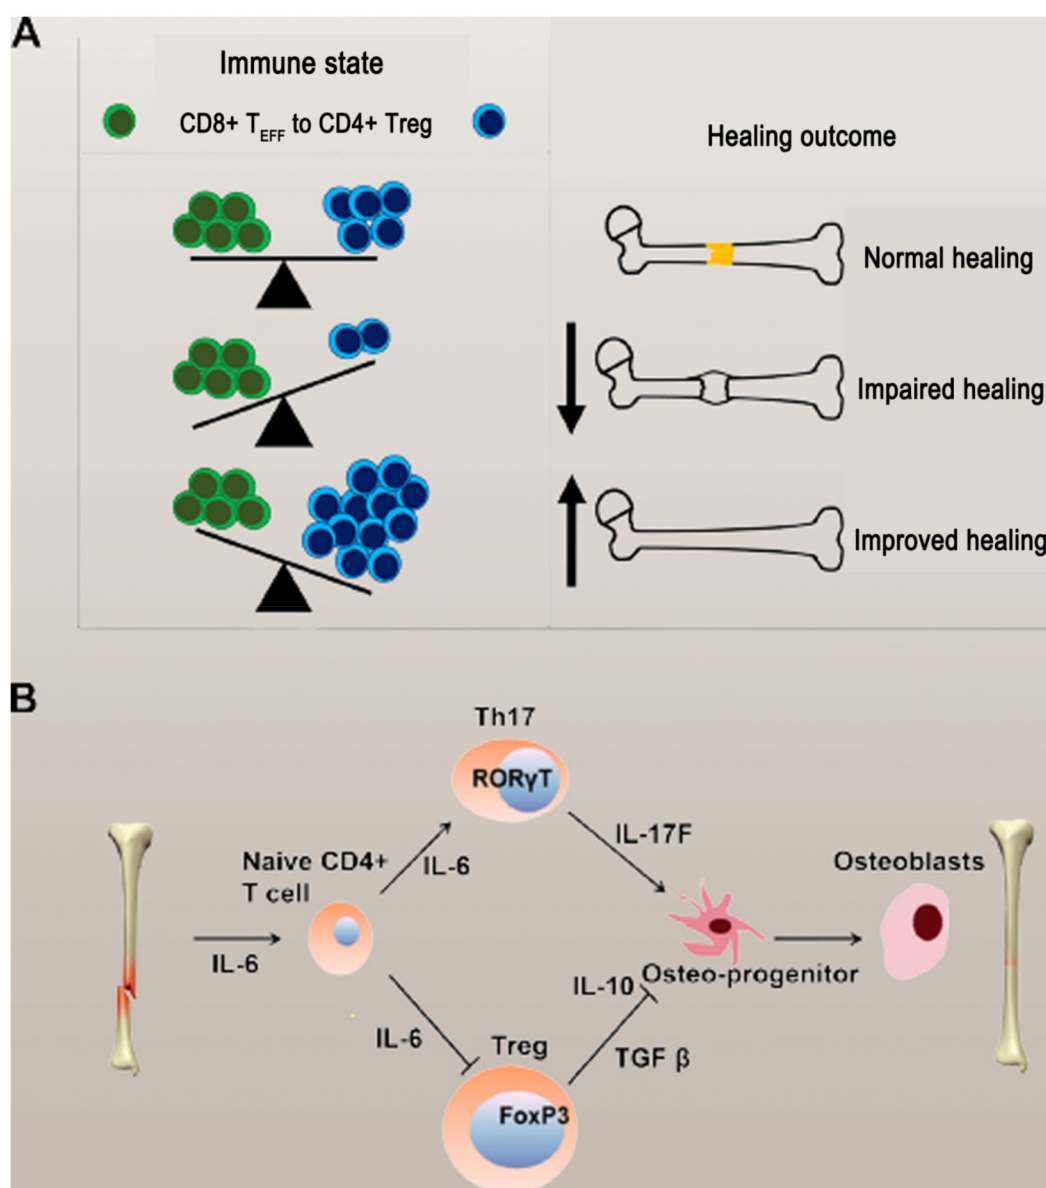 A
Immune state
CD8+ TEFF to CD4+ Treg
Healing outcome
Normal healing
Impaired healing
Improved healing
B
Th17
RORγT
Naive CD4+
T cell
IL-6
IL-17F
Osteoblasts
IL-6
Osteo-progenitor
IL-10
IL-6
Treg
TGF β
FoxP3